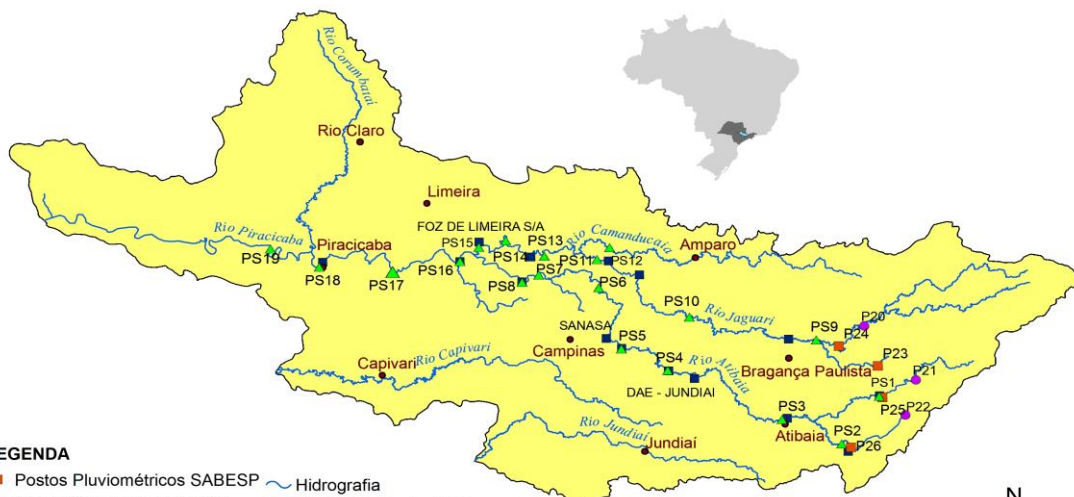 Rio Corumbataí
Rio Claro
Limeira
FOZ DE LIMEIRA S/A
PS13
Rio Camanducaio
Amparo
Rio Piracicaba
Piracicaba
PS15
PS14
PS19
PS18
PS17
PS16
PS7
PS11
PS12
PS8
PS6
PS10
Rio Jaguari
PS9
P20
P24
SANASA
PS5
Campinas
PS4
Rio Atibaia
Bragança Paulista
P23
P21
Capivari
Rio Capivari
DAE - JUNDIAI
PS1
P25
P22
PS3
Rio Jundiaí
Jundiaí
Atibaia
PS2
P26
EGENDA
Postos Pluviométricos SABESP
Hidrografia
N